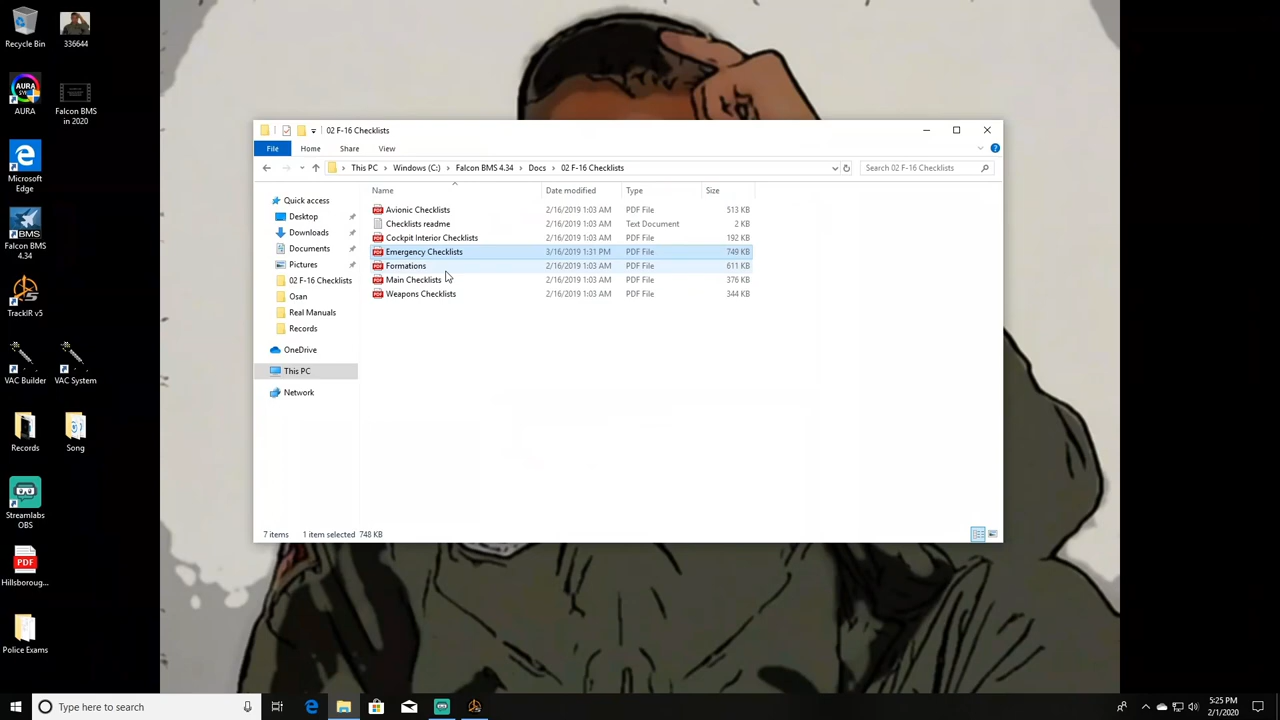 Recycle Bin
336644
AURA
Falcon BMS
in 2020
Microsoft
Edge
Falcon BMS
4.34
TrackIR v5
VAC Builder
VAC System
Records
Song
Streamlabs
OBS
Hillsboroug...
Police Exams
02 F-16 Checklists
File
Home
Share
View
This PC
Windows (C:)
Falcon BMS 4.34
Docs
02 F-16 Checklists
Search 02 F-16 Checklists
Quick access
Desktop
Downloads
Documents
Pictures
02 F-16 Checklists
Osan
Real Manuals
Records
OneDrive
This PC
Network
Name Date modified Type Size
Avionic Checklists 2/16/2019 1:03 AM PDF File 513 KB
Checklists readme 2/16/2019 1:03 AM Text Document 2 KB
Cockpit Interior Checklists 2/16/2019 1:03 AM PDF File 192 KB
Emergency Checklists 3/16/2019 1:31 PM PDF File 749 KB
Formations 2/16/2019 1:03 AM PDF File 611 KB
Main Checklists 2/16/2019 1:03 AM PDF File 376 KB
Weapons Checklists 2/16/2019 1:03 AM PDF File 344 KB
7 items 1 item selected 748 KB
Type here to search
5:25 PM
2/1/2020